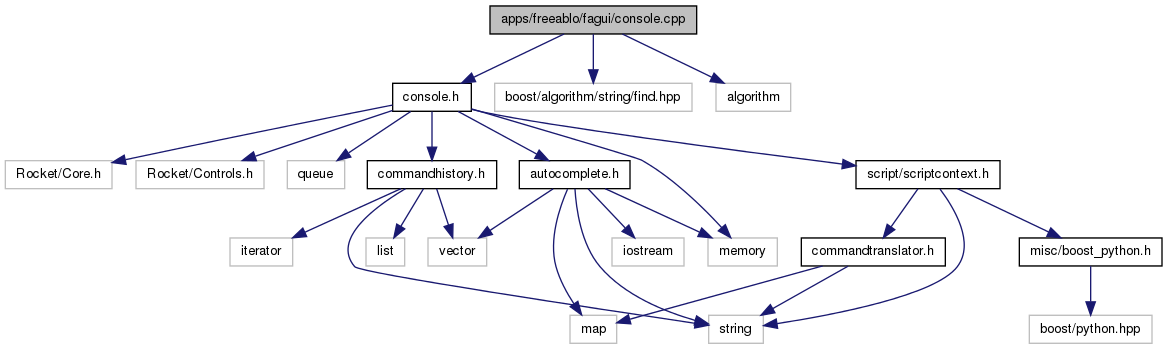 apps/freeablo/fagui/console.cpp
console.h
boost/algorithm/string/find.hpp
algorithm
Rocket/Core.h
Rocket/Controls.h
queue
commandhistory.h
autocomplete.h
script/scriptcontext.h
iterator
list
vector
iostream
memory
commandtranslator.h
misc/boost_python.h
map
string
boost/python.hpp